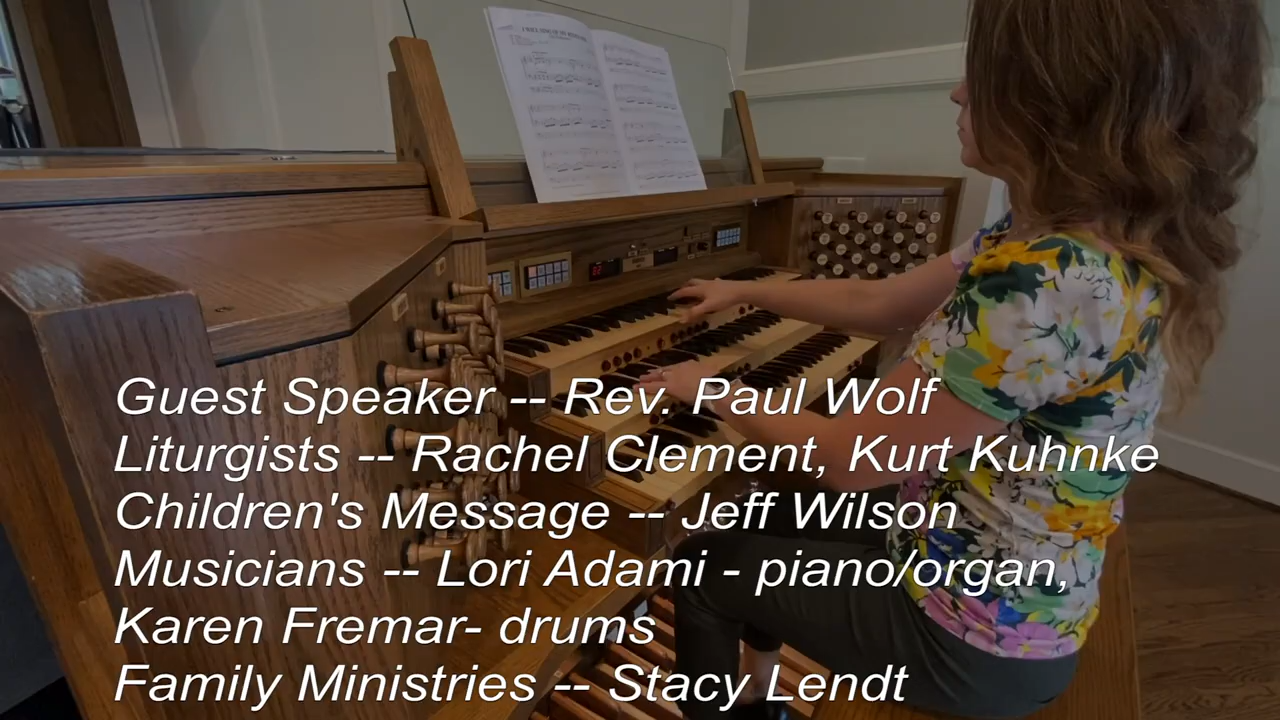 Guest Speaker -- Rev. Paul Wolf
Liturgists -- Rachel Clement, Kurt Kuhnke
Children's Message -- Jeff Wilson
Musicians -- Lori Adami - piano/organ,
Karen Fremar- drums
Family Ministries -- Stacy Lendt